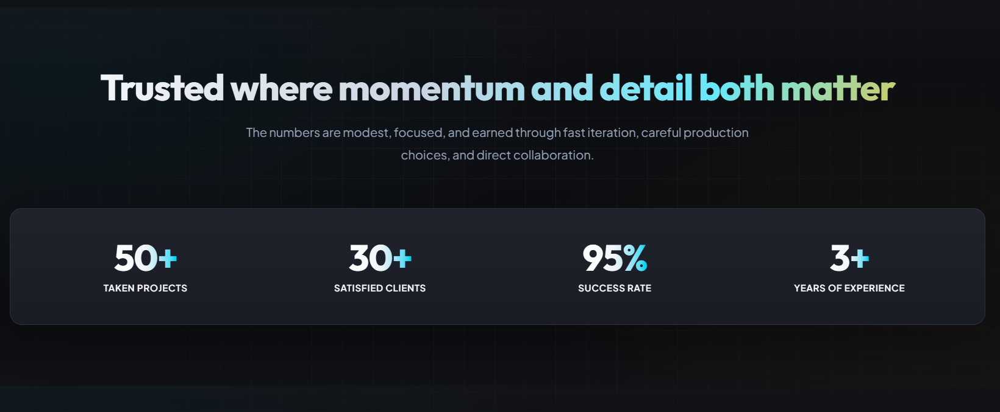 Trusted where momentum and detail both matter
The numbers are modest, focused, and earned through fast iteration, careful production
choices, and direct collaboration.
50+
TAKEN PROJECTS
30+
SATISFIED CLIENTS
95%
SUCCESS RATE
3+
YEARS OF EXPERIENCE